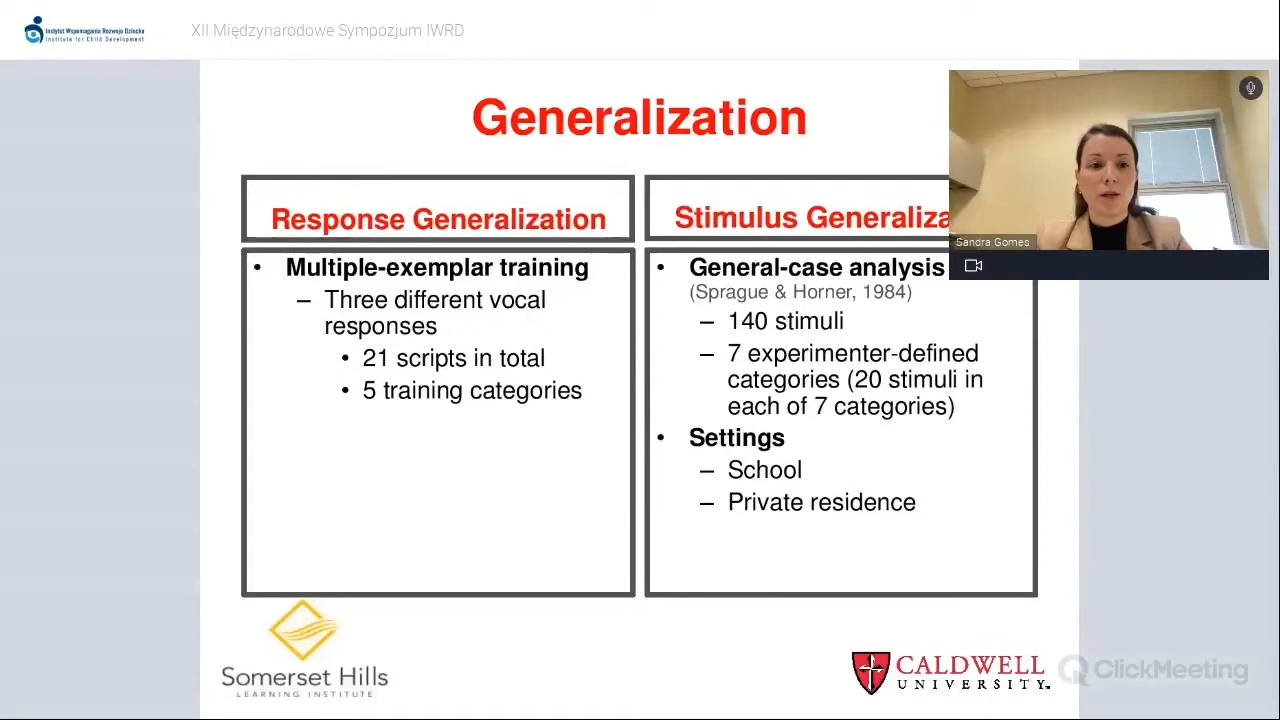 Instytut Wspomagania Rozwoju Dziecka
Institute for Child Development
XII Międzynarodowe Sympozjum IWRD
Generalization
Response Generalization
• Multiple-exemplar training
– Three different vocal
responses
• 21 scripts in total
• 5 training categories
Stimulus Generaliza
• General-case analysis
(Sprague & Horner, 1984)
– 140 stimuli
– 7 experimenter-defined
categories (20 stimuli in
each of 7 categories)
• Settings
– School
– Private residence
Sandra Gomes
Somerset Hills
LEARNING INSTITUTE
CALDWELL
UNIVERSITY
ClickMeeting